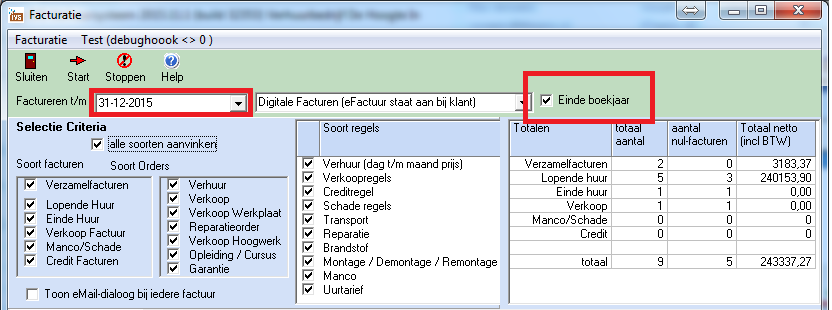 Facturatie
Facturatie Test (debughoook <> 0 )
Sluiten Start Stoppen Help
Factureren t/m 31-12-2015 Digitale Facturen (eFactuur staat aan bij klant) Einde boekjaar
Selectie Criteria
alle soorten aanvinken
Soort facturen Soort Orders
Verzamelfacturen
Lopende Huur
Einde Huur
Verkoop Factuur
Manco/Schade
Credit Facturen
Verhuur
Verkoop
Verkoop Werkplaat
Reparatieorder
Verkoop Hoogwerk
Opleiding / Cursus
Garantie
Toon eMail-dialoog bij iedere factuur
Soort regels
Verhuur (dag t/m maand prijs)
Verkoopregels
Creditregel
Schade regels
Transport
Reparatie
Brandstof
Montage / Demontage / Remontage
Manco
Uurtarief
Totalen totaal aantal Totaal netto
aantal nul-facturen (incl BTW)
Verzamelfacturen 2 0 3183,37
Lopende huur 5 3 240153,90
Einde huur 1 1 0,00
Verkoop 1 1 0,00
Manco/Schade 0 0 0
Credit 0 0 0
totaal 9 5 243337,27